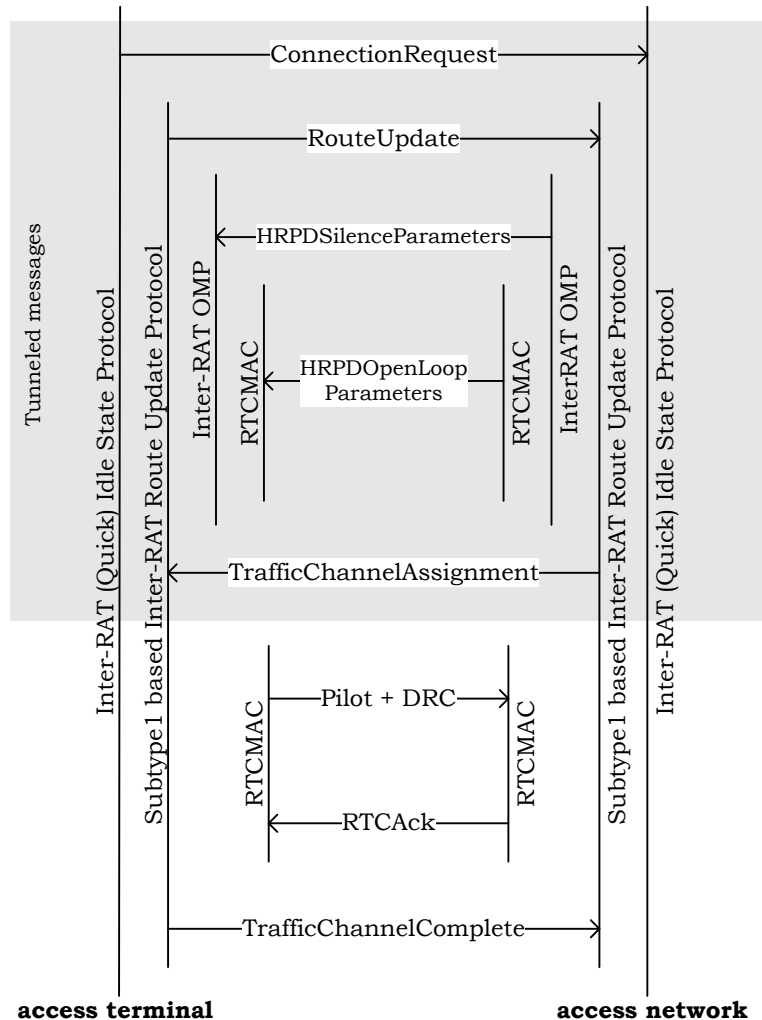 ConnectionRequest
RouteUpdate
HRPDSilenceParameters
HRPDOpenLoop
Parameters
TrafficChannelAssignment
Pilot + DRC
RTCAck
TrafficChannelComplete
Tunneled messages
Inter-RAT (Quick) Idle State Protocol
Subtype1 based Inter-RAT Route Update Protocol
Inter-RAT OMP
RTCMAC
RTCMAC
InterRAT OMP
Subtype1 based Inter-RAT Route Update Protocol
Inter-RAT (Quick) Idle State Protocol
RTCMAC
RTCMAC
access terminal
access network